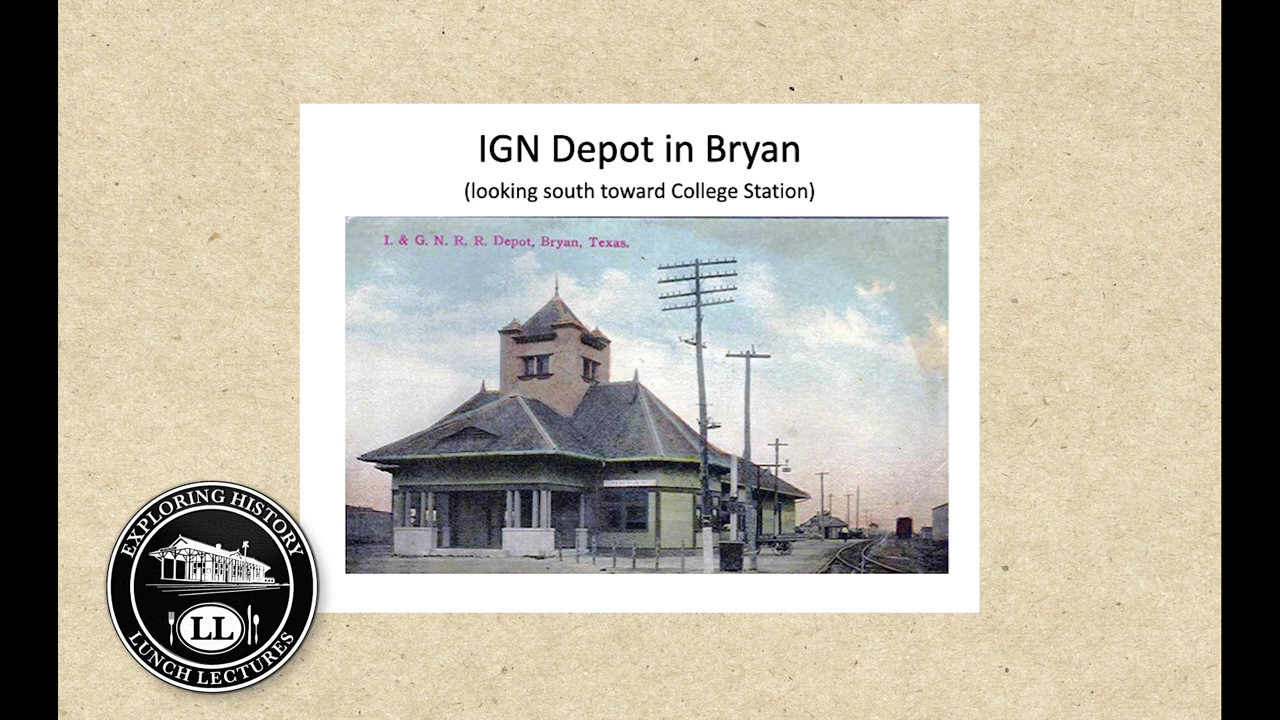 IGN Depot in Bryan
(looking south toward College Station)
I. & G. N. R. R. Depot, Bryan, Texas.
EXPLORING HISTORY
LL
LUNCH LECTURES